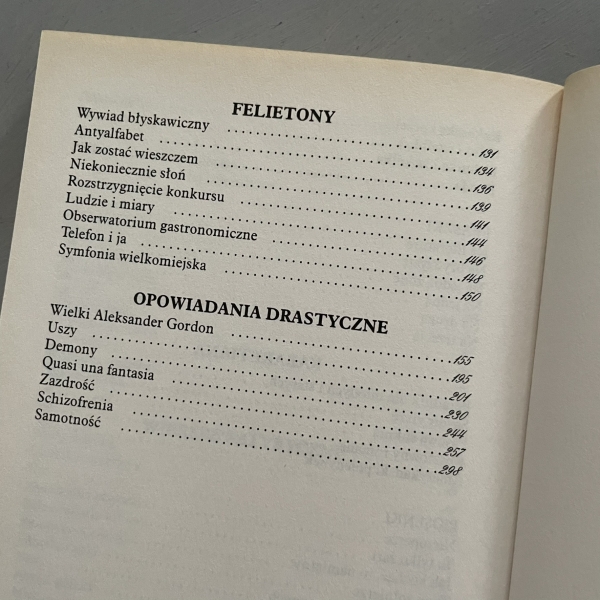 FELIETONY
Wywiad błyskawiczny . . . . . . . . . . . . . . . . . . . . . . . . 131
Antyalfabet . . . . . . . . . . . . . . . . . . . . . . . . 134
Jak zostać wieszczem . . . . . . . . . . . . . . . . . . . . . . . . 136
Niekoniecznie słoń . . . . . . . . . . . . . . . . . . . . . . . . 139
Rozstrzygnięcie konkursu . . . . . . . . . . . . . . . . . . . . . . . . 141
Ludzie i miary . . . . . . . . . . . . . . . . . . . . . . . . 144
Obserwatorium gastronomiczne . . . . . . . . . . . . . . . . . . . . . . . . 146
Telefon i ja . . . . . . . . . . . . . . . . . . . . . . . . 148
Symfonia wielkomiejska . . . . . . . . . . . . . . . . . . . . . . . . 150
OPOWIADANIA DRASTYCZNE
Wielki Aleksander Gordon . . . . . . . . . . . . . . . . . . . . . . . . 155
Uszy . . . . . . . . . . . . . . . . . . . . . . . . 195
Demony . . . . . . . . . . . . . . . . . . . . . . . . 201
Quasi una fantasia . . . . . . . . . . . . . . . . . . . . . . . . 230
Zazdrość . . . . . . . . . . . . . . . . . . . . . . . . 244
Schizofrenia . . . . . . . . . . . . . . . . . . . . . . . . 257
Samotność . . . . . . . . . . . . . . . . . . . . . . . . 298